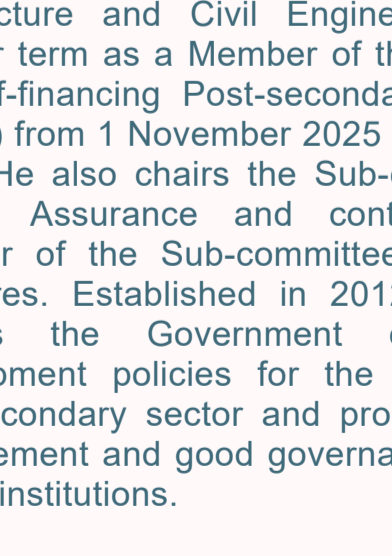 cture and Civil Engine
r term as a Member of th
f-financing Post-seconda
) from 1 November 2025
He also chairs the Sub-
Assurance and cont
r of the Sub-committee
res. Established in 201
s the Government
pment policies for the
condary sector and pro
ement and good governa
institutions.